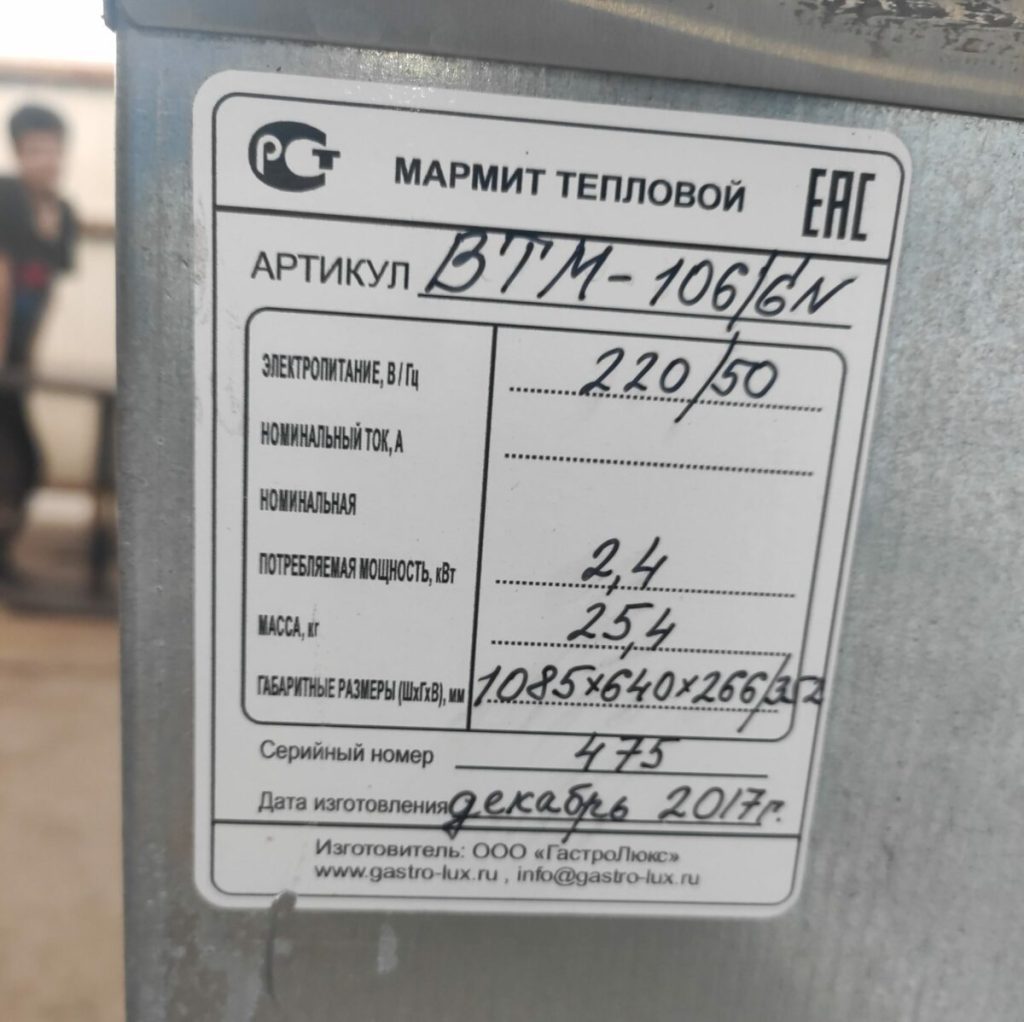 РСТ
МАРМИТ ТЕПЛОВОЙ
EAC
АРТИКУЛ ВТМ-106/6N
ЭЛЕКТРОПИТАНИЕ, В / Гц 220/50
НОМИНАЛЬНЫЙ ТОК, А
НОМИНАЛЬНАЯ
ПОТРЕБЛЯЕМАЯ МОЩНОСТЬ, кВт 2,4
МАССА, кг 25,4
ГАБАРИТНЫЕ РАЗМЕРЫ (ШхГхВ), мм 1085×640×266/352
Серийный номер 475
Дата изготовления декабрь 2017г.
Изготовитель: ООО «ГастроЛюкс»
www.gastro-lux.ru , info@gastro-lux.ru